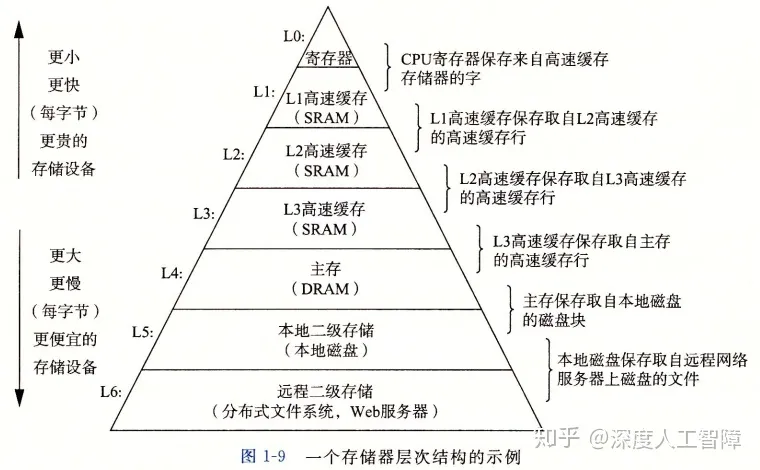 更小
更快
（每字节）
更贵的
存储设备
更大
更慢
（每字节）
更便宜的
存储设备
L0:
寄存器
CPU寄存器保存来自高速缓存
存储器的字
L1:
L1高速缓存
（SRAM）
L1高速缓存保存取自L2高速缓存
的高速缓存行
L2:
L2高速缓存
（SRAM）
L2高速缓存保存取自L3高速缓存
的高速缓存行
L3:
L3高速缓存
（SRAM）
L3高速缓存保存取自主存
的高速缓存行
L4:
主存
（DRAM）
主存保存取自本地磁盘
的磁盘块
L5:
本地二级存储
（本地磁盘）
本地磁盘保存取自远程网络
服务器上磁盘的文件
L6:
远程二级存储
（分布式文件系统，Web服务器）
知乎 @深度人工智障
图 1-9 一个存储器层次结构的示例